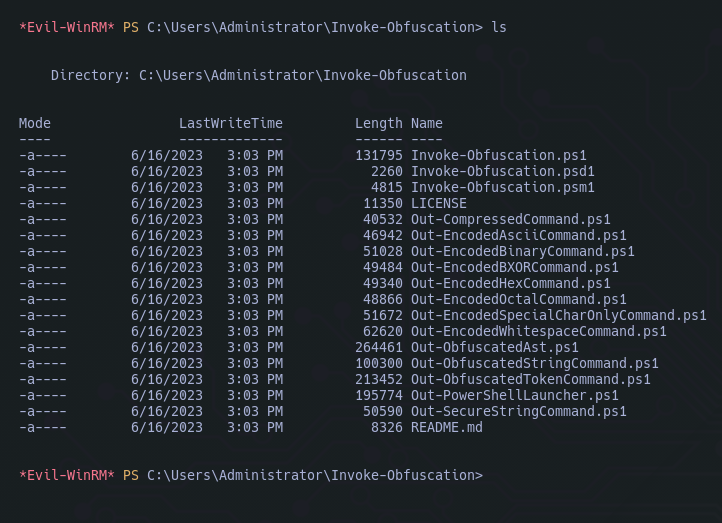 *Evil-WinRM* PS C:\Users\Administrator\Invoke-Obfuscation> ls
Directory: C:\Users\Administrator\Invoke-Obfuscation
Mode LastWriteTime Length Name
---- ------------- ------ ----
-a---- 6/16/2023 3:03 PM 131795 Invoke-Obfuscation.ps1
-a---- 6/16/2023 3:03 PM 2260 Invoke-Obfuscation.psd1
-a---- 6/16/2023 3:03 PM 4815 Invoke-Obfuscation.psm1
-a---- 6/16/2023 3:03 PM 11350 LICENSE
-a---- 6/16/2023 3:03 PM 40532 Out-CompressedCommand.ps1
-a---- 6/16/2023 3:03 PM 46942 Out-EncodedAsciiCommand.ps1
-a---- 6/16/2023 3:03 PM 51028 Out-EncodedBinaryCommand.ps1
-a---- 6/16/2023 3:03 PM 49484 Out-EncodedBXORCommand.ps1
-a---- 6/16/2023 3:03 PM 49340 Out-EncodedHexCommand.ps1
-a---- 6/16/2023 3:03 PM 48866 Out-EncodedOctalCommand.ps1
-a---- 6/16/2023 3:03 PM 51672 Out-EncodedSpecialCharOnlyCommand.ps1
-a---- 6/16/2023 3:03 PM 62620 Out-EncodedWhitespaceCommand.ps1
-a---- 6/16/2023 3:03 PM 264461 Out-ObfuscatedAst.ps1
-a---- 6/16/2023 3:03 PM 100300 Out-ObfuscatedStringCommand.ps1
-a---- 6/16/2023 3:03 PM 213452 Out-ObfuscatedTokenCommand.ps1
-a---- 6/16/2023 3:03 PM 195774 Out-PowerShellLauncher.ps1
-a---- 6/16/2023 3:03 PM 50590 Out-SecureStringCommand.ps1
-a---- 6/16/2023 3:03 PM 8326 README.md
*Evil-WinRM* PS C:\Users\Administrator\Invoke-Obfuscation>